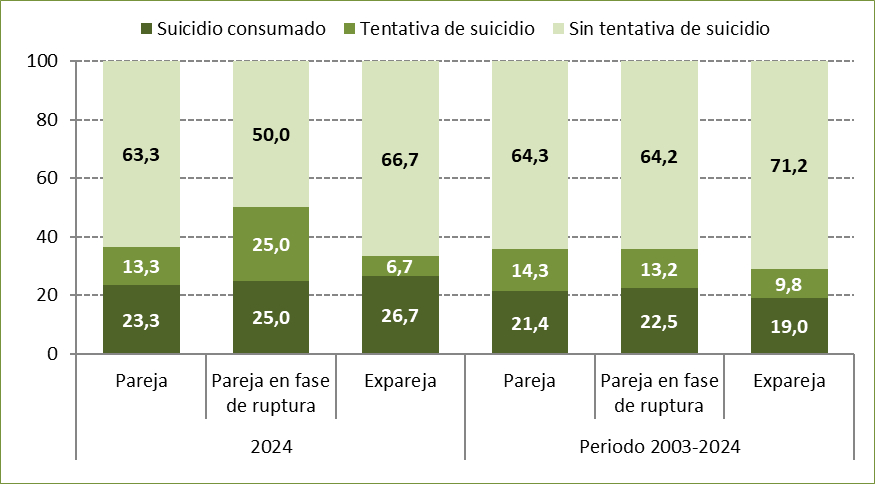 Suicidio consumado Tentativa de suicidio Sin tentativa de suicidio
100
80
60
40
20
0
63,3 50,0 66,7 64,3 64,2 71,2
13,3 25,0 6,7 14,3 13,2 9,8
23,3 25,0 26,7 21,4 22,5 19,0
Pareja Pareja en fase Expareja Pareja Pareja en fase Expareja
de ruptura de ruptura
2024 Periodo 2003-2024